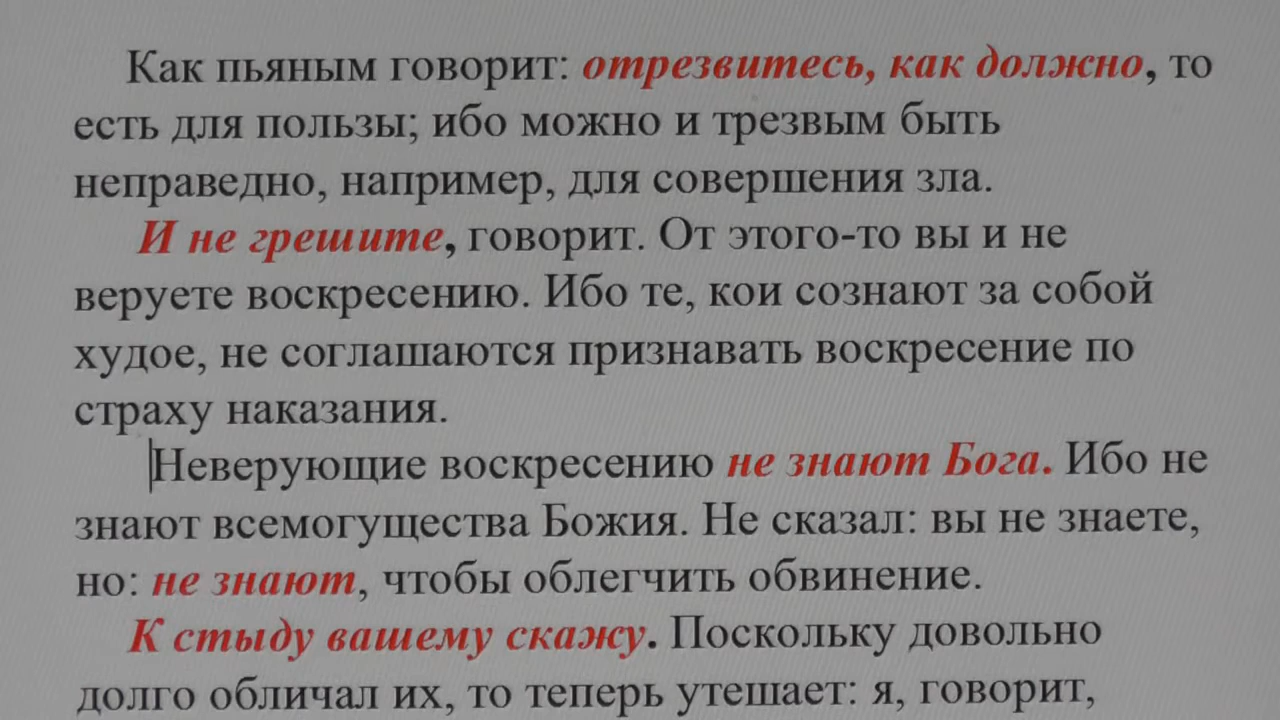 Как пьяным говорит: отрезвитесь, как должно, то
есть для пользы; ибо можно и трезвым быть
неправедно, например, для совершения зла.
И не грешите, говорит. От этого-то вы и не
веруете воскресению. Ибо те, кои сознают за собой
худое, не соглашаются признавать воскресение по
страху наказания.
Неверующие воскресению не знают Бога. Ибо не
знают всемогущества Божия. Не сказал: вы не знаете,
но: не знают, чтобы облегчить обвинение.
К стыду вашему скажу. Поскольку довольно
долго обличал их, то теперь утешает: я, говорит,